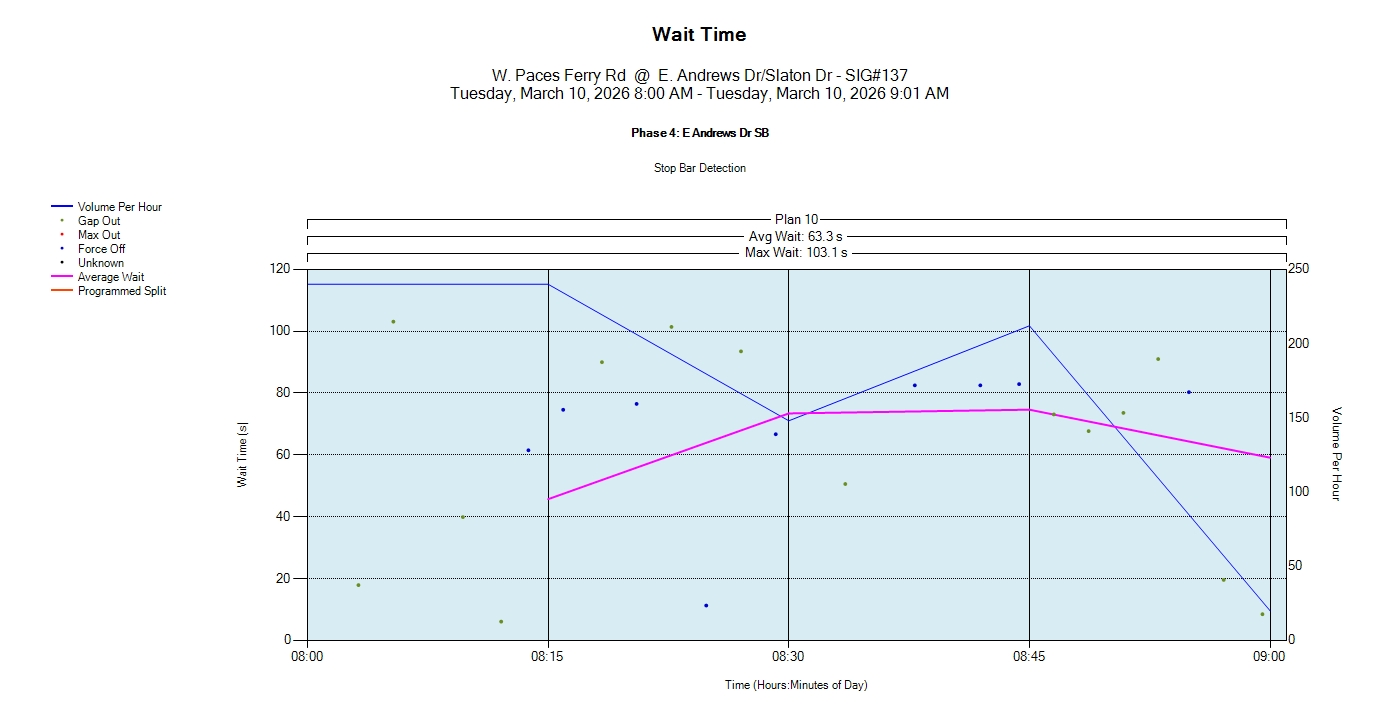 Wait Time
W. Paces Ferry Rd @ E. Andrews Dr/Slaton Dr - SIG#137
Tuesday, March 10, 2026 8:00 AM - Tuesday, March 10, 2026 9:01 AM
Phase 4: E Andrews Dr SB
Stop Bar Detection
Volume Per Hour
Gap Out
Max Out
Force Off
Unknown
Average Wait
Programmed Split
Plan 10
Avg Wait: 63.3 s
Max Wait: 103.1 s
120
100
80
60
40
20
0
Wait Time [s]
250
200
150
100
50
0
Volume Per Hour
08:00
08:15
08:30
08:45
09:00
Time (Hours:Minutes of Day)